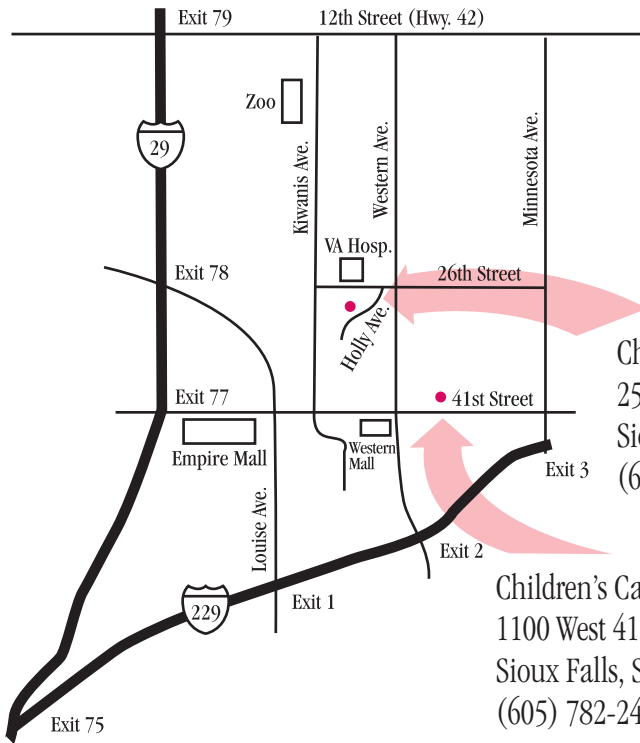 Exit 79
12th Street (Hwy. 42)
Zoo
29
Kiwanis Ave.
Western Ave.
Minnesota Ave.
VA Hosp.
Exit 78
26th Street
Holly Ave.
Exit 77
41st Street
Empire Mall
Western
Mall
Exit 3
Louise Ave.
Exit 2
Exit 1
229
Exit 75
Children's
1100 West 41
Sioux Falls,
(605) 782-24